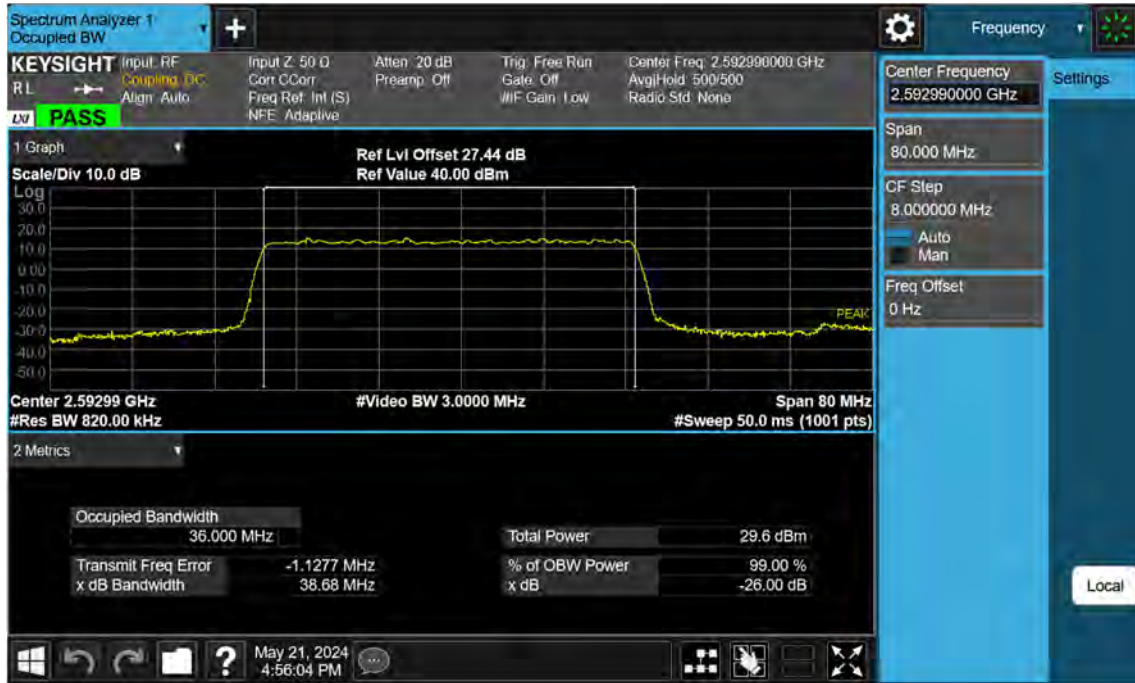 Spectrum Analyzer 1
Occupied BW
+
Frequency
KEYSIGHT
Input: RF
Coupling: DC
Align: Auto
Input Z: 50 Ω
Corr CCorr
Freq Ref: Int (S)
NFE: Adaptive
Atten: 20 dB
Preamp: Off
Trig: Free Run
Gate: Off
#IF Gain: Low
Center Freq: 2.592990000 GHz
Avg|Hold: 500/500
Radio Std: None
R L
LXI
PASS
Center Frequency
2.592990000 GHz
Settings
Span
80.000 MHz
CF Step
8.000000 MHz
Auto
Man
Freq Offset
0 Hz
Local
1 Graph
Scale/Div 10.0 dB
Ref Lvl Offset 27.44 dB
Ref Value 40.00 dBm
Log
30.0
20.0
10.0
0.00
-10.0
-20.0
-30.0
-40.0
-50.0
PEAK
Center 2.59299 GHz
#Video BW 3.0000 MHz
Span 80 MHz
#Res BW 820.00 kHz
#Sweep 50.0 ms (1001 pts)
2 Metrics
Occupied Bandwidth
36.000 MHz
Total Power 29.6 dBm
Transmit Freq Error -1.1277 MHz
% of OBW Power 99.00 %
x dB Bandwidth 38.68 MHz
x dB -26.00 dB
?
May 21, 2024
4:56:04 PM